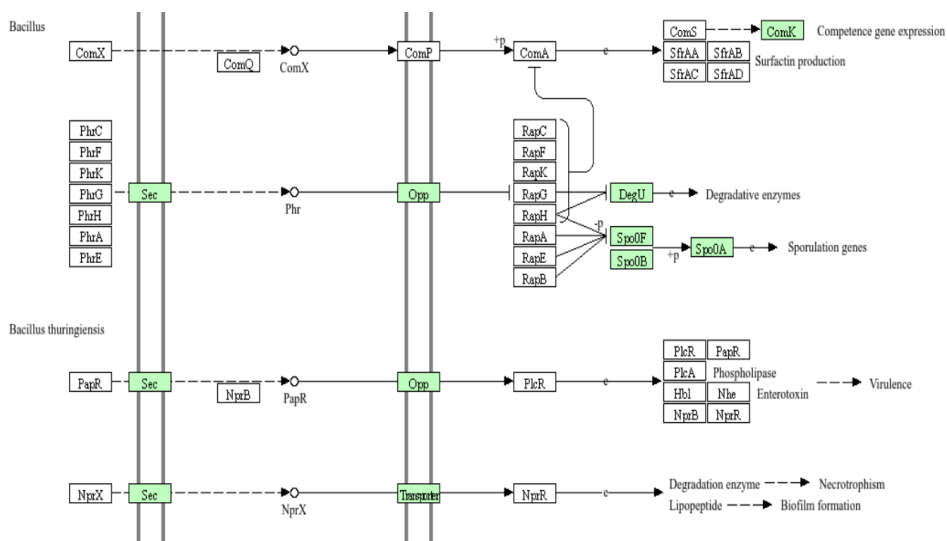 Bacillus
ComX ComQ ComX ComP +p ComA e ComS ComK Competence gene expression
SfrAA SfrAB
SfrAC SfrAD Surfactin production
PhrC RapC
PhrF RapF
PhrK RapK
PhrG Sec Phr Opp RapG DegU e Degradative enzymes
PhrH RapH -p
PhrA RapA Spo0F +p Spo0A e Sporulation genes
PhrE RapE Spo0B
RapB
Bacillus thuringiensis
PlcR PapR
PapR Sec NprB PapR Opp PlcR e PlcA Phospholipase Virulence
Hbl Nhe Enterotoxin
NprB NprR
NprX Sec NprX Transporter NprR e Degradation enzyme Necrotrophism
Lipopeptide Biofilm formation